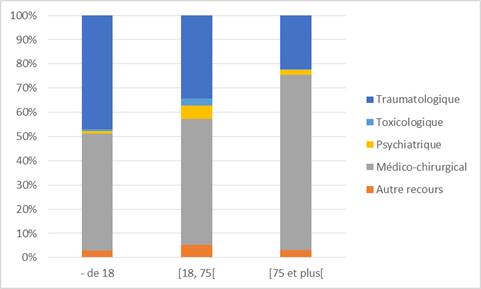 100%
90%
80%
70%
60%
50%
40%
30%
20%
10%
0%
- de 18
[18, 75[
[75 et plus[
Traumatologique
Toxicologique
Psychiatrique
Médico-chirurgical
Autre recours